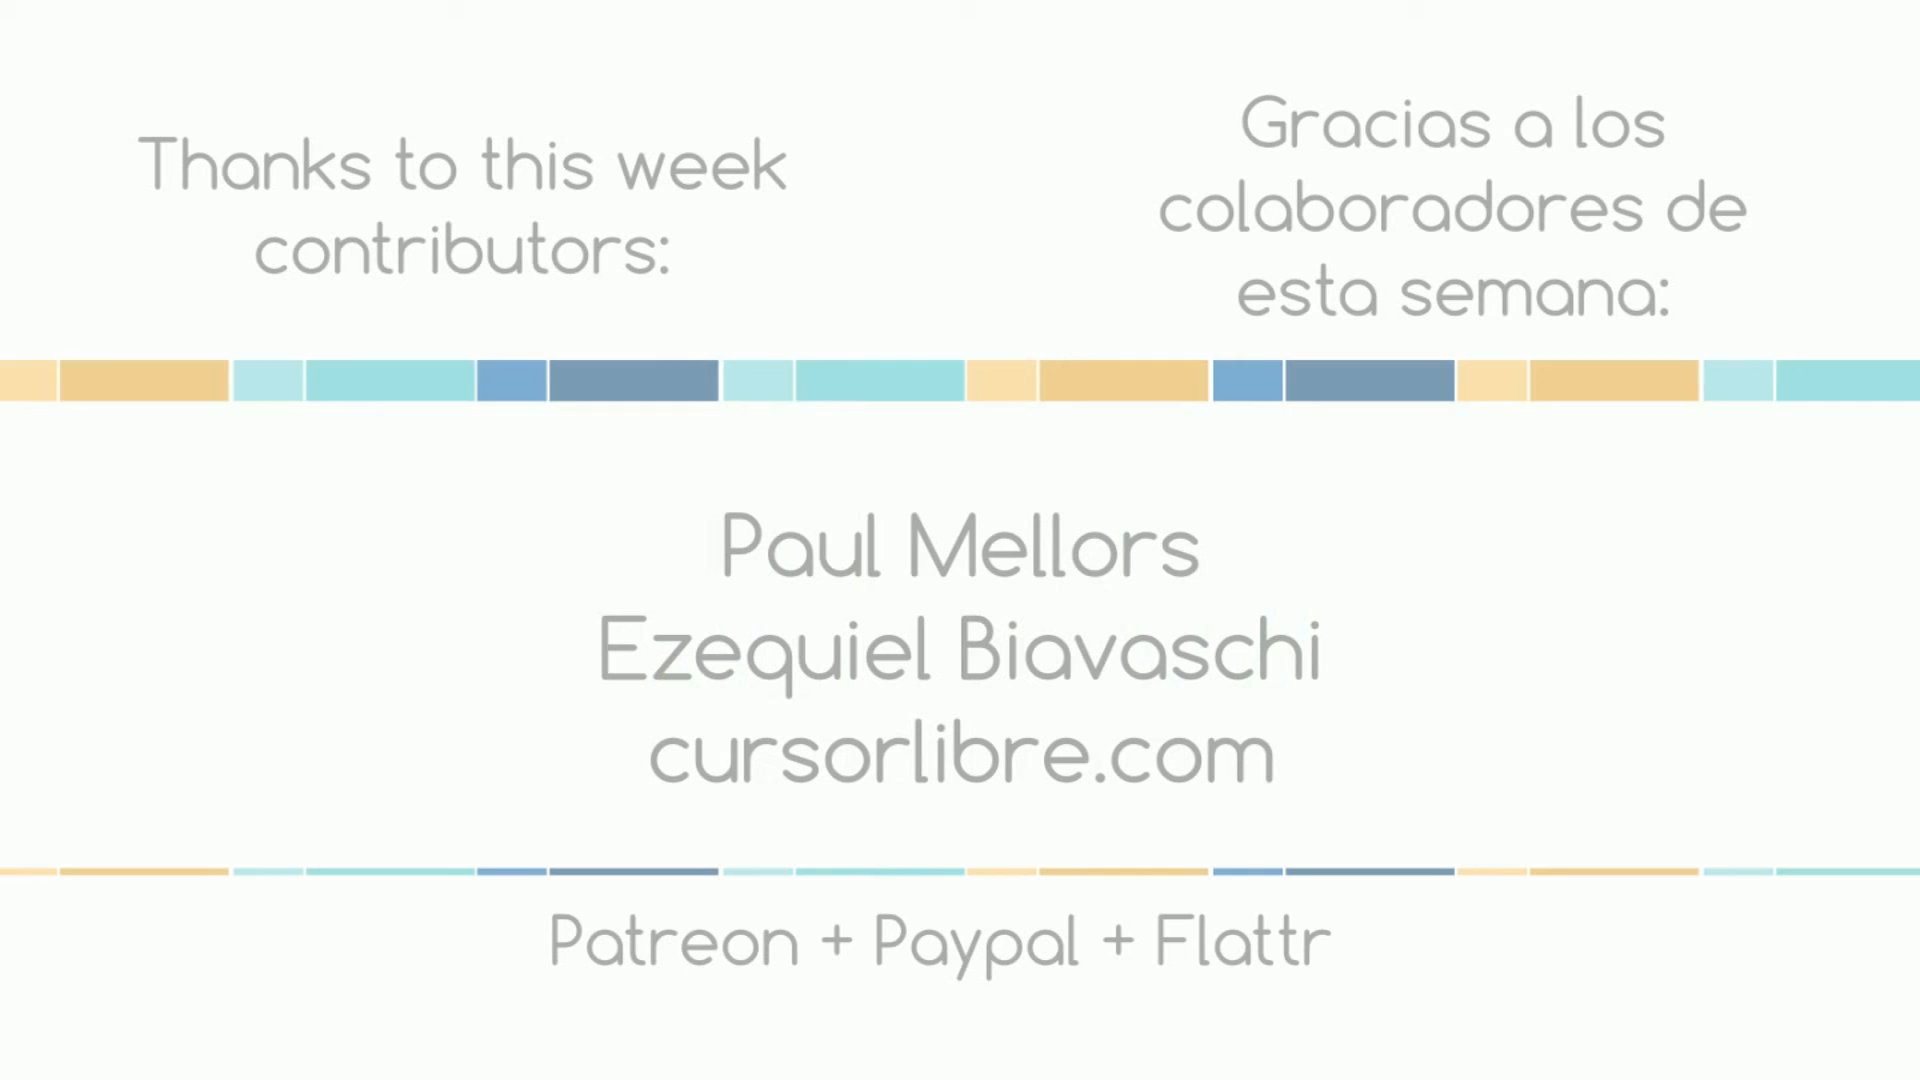 Thanks to this week
contributors:
Gracias a los
colaboradores de
esta semana:
Paul Mellors
Ezequiel Biavaschi
cursorlibre.com
Patreon + Paypal + Flattr